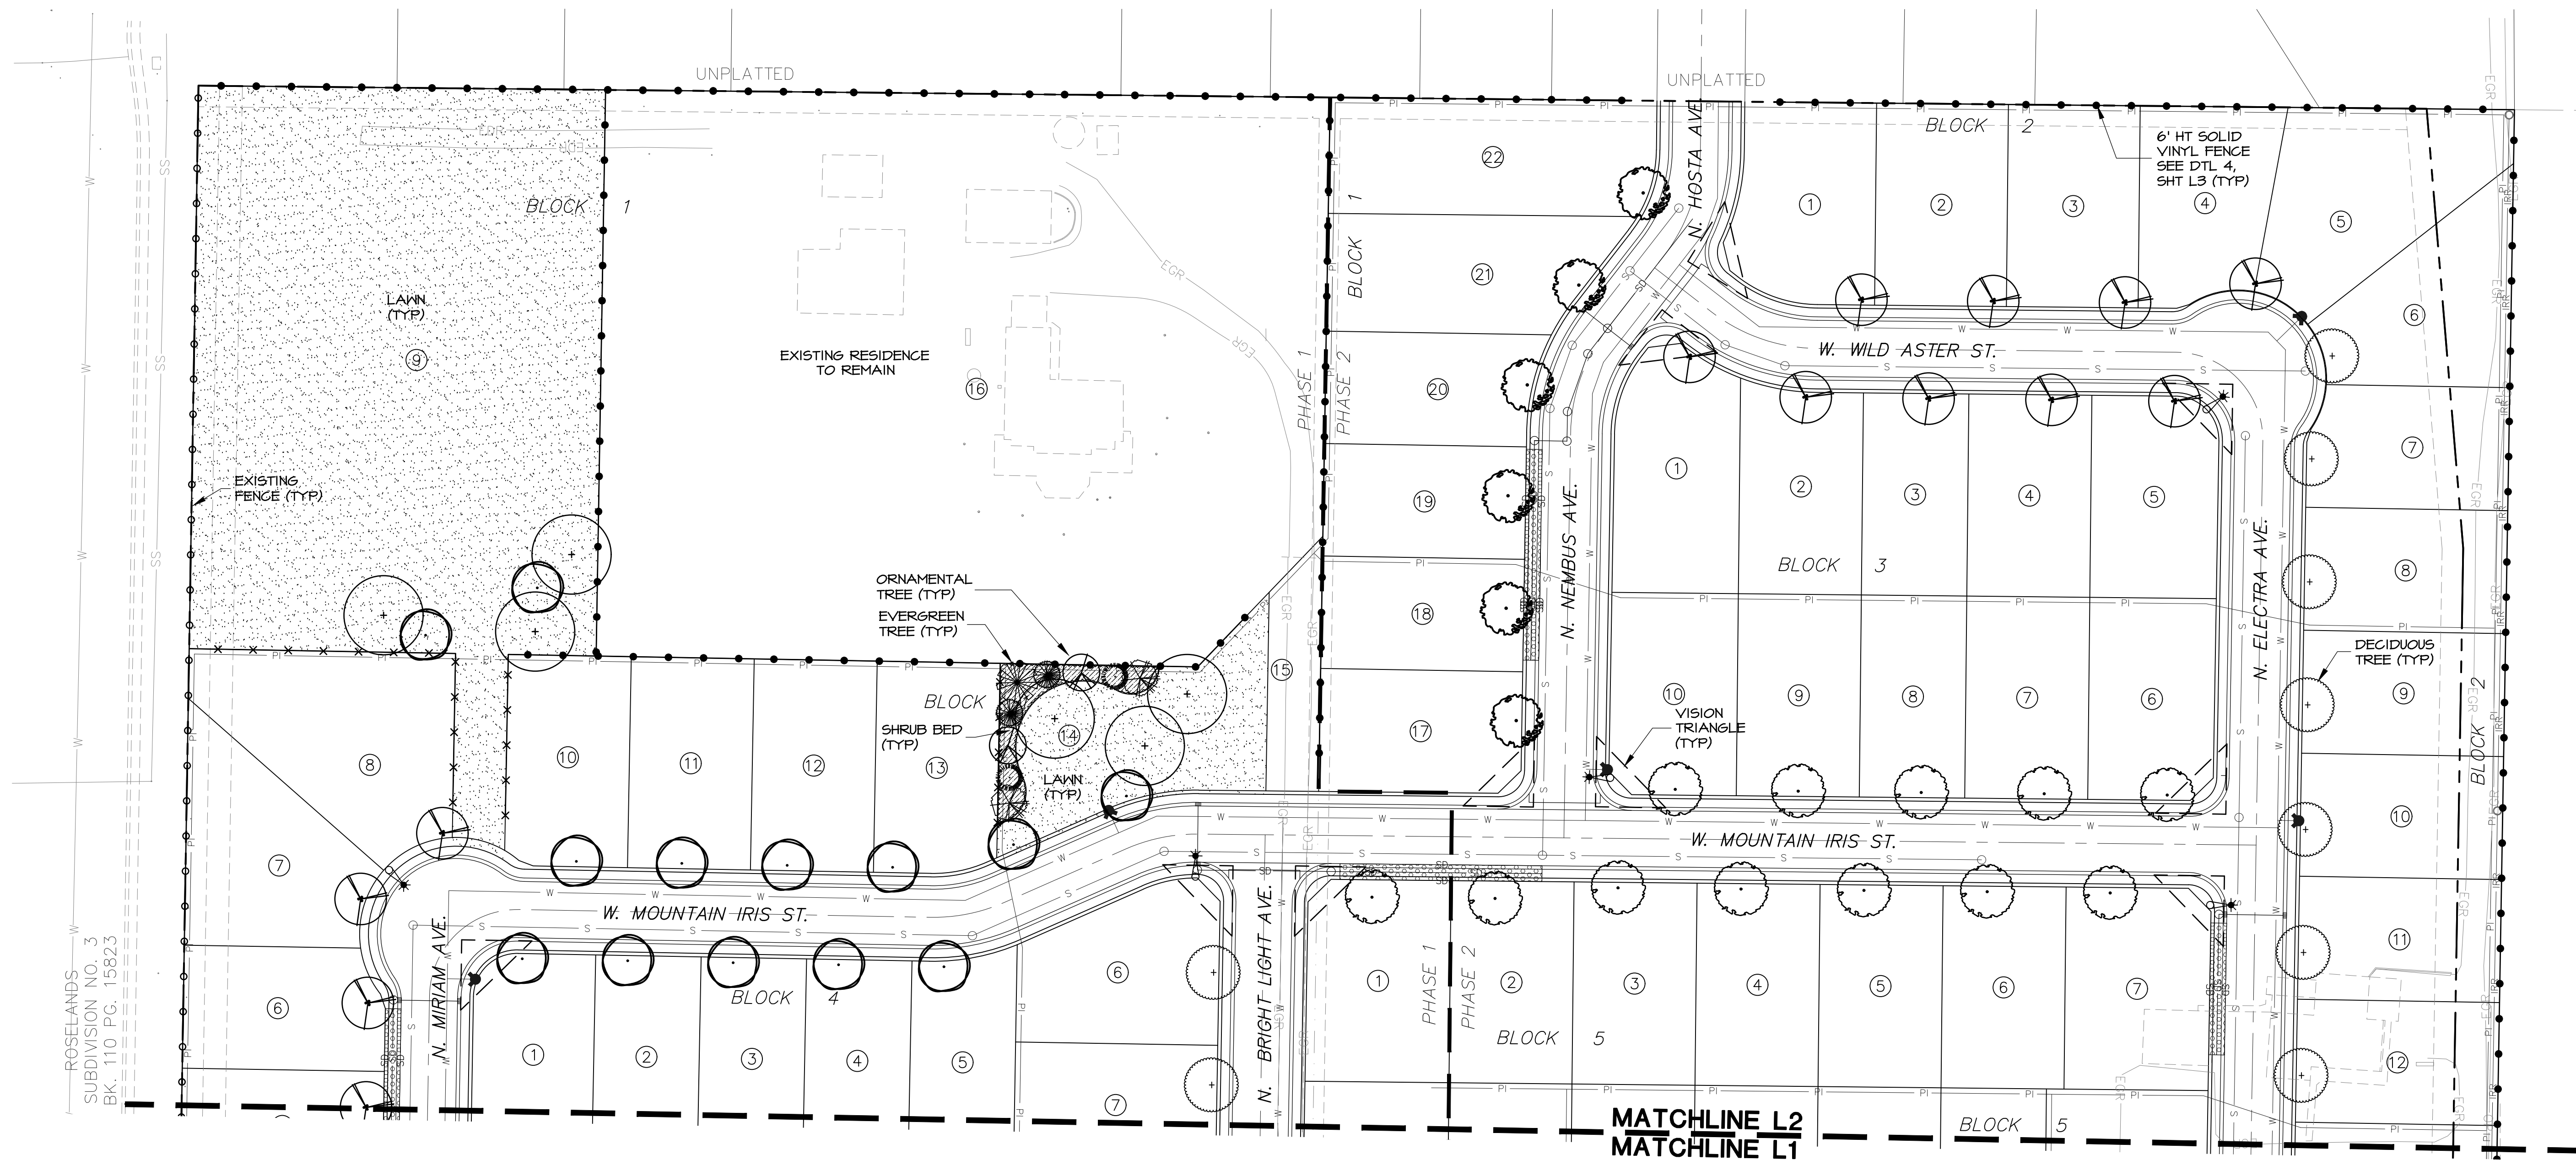 UNPLATTED
UNPLATTED
BLOCK 1
LAWN
(TYP)
9
EXISTING
FENCE (TYP)
EXISTING RESIDENCE
TO REMAIN
16
EGR
EGR
EGR
EGR
ORNAMENTAL
TREE (TYP)
EVERGREEN
TREE (TYP)
SHRUB BED
(TYP)
BLOCK
LAWN
(TYP)
14
15
8
10
11
12
13
7
6
PHASE 1
PHASE 2
BLOCK 1
22
21
20
19
18
17
N. HOSTA AVE.
BLOCK 2
1
2
3
4
5
6' HT SOLID
VINYL FENCE
SEE DTL 4,
SHT L3 (TYP)
W. WILD ASTER ST.
6
7
8
9
10
11
12
DECIDUOUS
TREE (TYP)
BLOCK 2
N. NEMBUS AVE.
N. ELECTRA AVE.
BLOCK 3
1
2
3
4
5
10
9
8
7
6
VISION
TRIANGLE
(TYP)
W. MOUNTAIN IRIS ST.
W. MOUNTAIN IRIS ST.
N. MIRIAM AVE.
N. BRIGHT LIGHT AVE.
BLOCK 4
1
2
3
4
5
6
7
PHASE 1
PHASE 2
BLOCK 5
1
2
3
4
5
6
7
BLOCK 5
ROSELANDS
SUBDIVISION NO. 3
BK. 110 PG. 15823
MATCHLINE L2
MATCHLINE L1